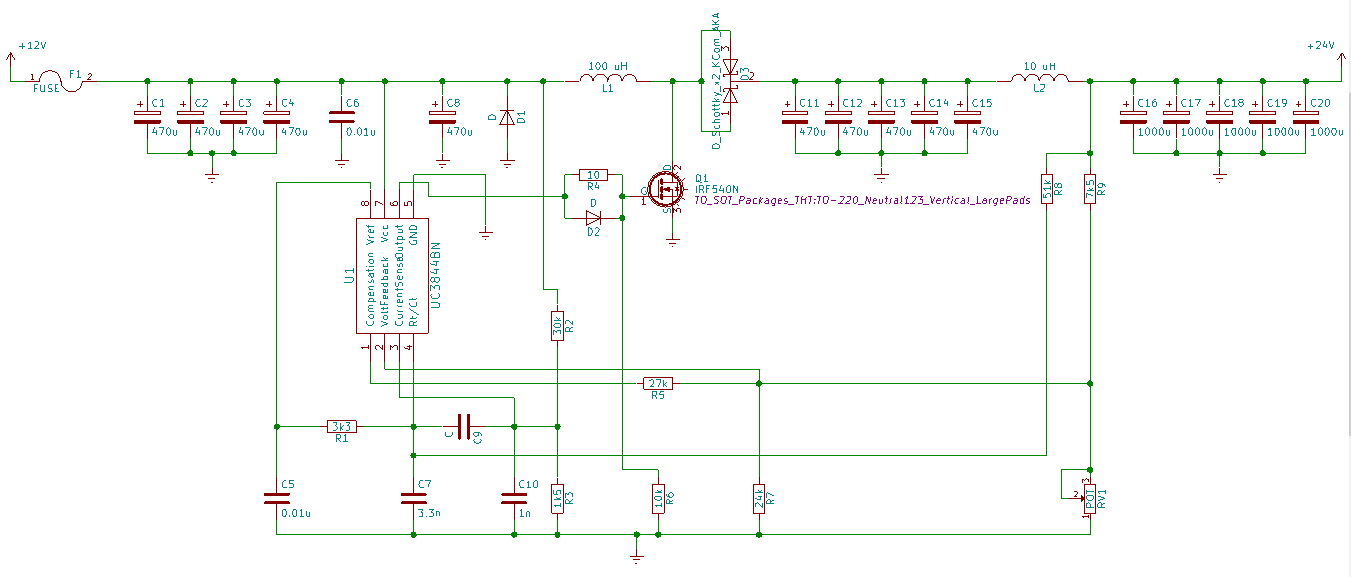 +12V
1 F1 2
FUSE
+ C1
470u
+ C2
+ C3
+ C4
470u
C6
0.01u
+ C8
470u
D D1
100 uH
L1
D_Schottky_x2_KCom_AKA
3
2
1
D3
+ C11
470u
+ C12
470u
+ C13
470u
+ C14
470u
+ C15
470u
10 uH
L2
+24V
+ C16
1000u
+ C17
1000u
+ C18
1000u
+ C19
1000u
+ C20
1000u
10
R4
D
D2
G
1
D
2
S
3
Q1
IRF540N
TO_SOT_Packages_THT:TO-220_Neutral123_Vertical_LargePads
51k
R8
7k5
R9
8
7
6
5
Vref
Vcc
Output
GND
U1
UC3844BN
Compensation
VoltFeedback
CurrentSense
Rt/Ct
1
2
3
4
30k
R2
27k
R5
3k3
R1
C C9
C5
0.01u
C7
3.3n
C10
1n
1k5
R3
10k
R6
24k
R7
3
2
1
POT
RV1